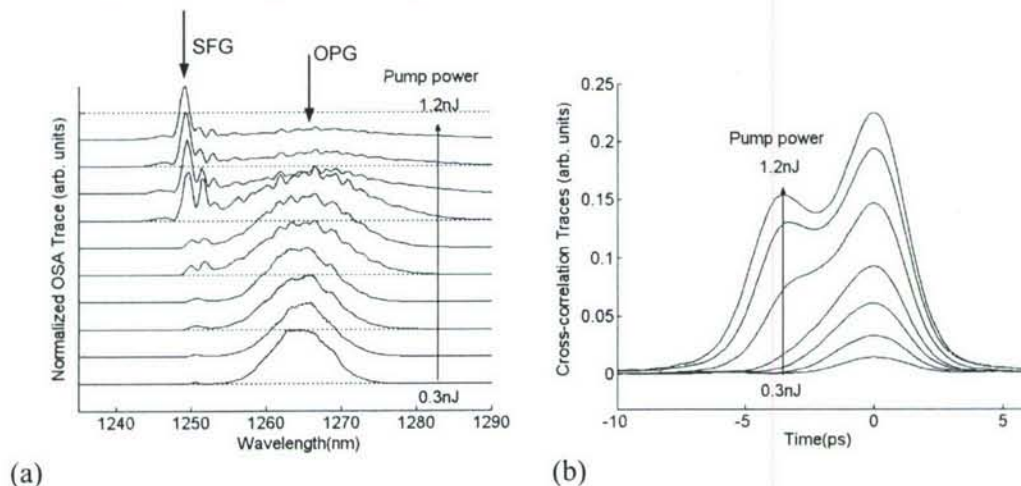 SFG
OPG
Pump power
1.2nJ
0.3nJ
Normalized OSA Trace (arb. units)
1240 1250 1260 1270 1280 1290
Wavelength(nm)
(a)
0.25
0.2
0.15
0.1
0.05
0
Cross-correlation Traces (arb. units)
Pump power
1.2nJ
0.3nJ
-10 -5 0 5
Time(ps)
(b)